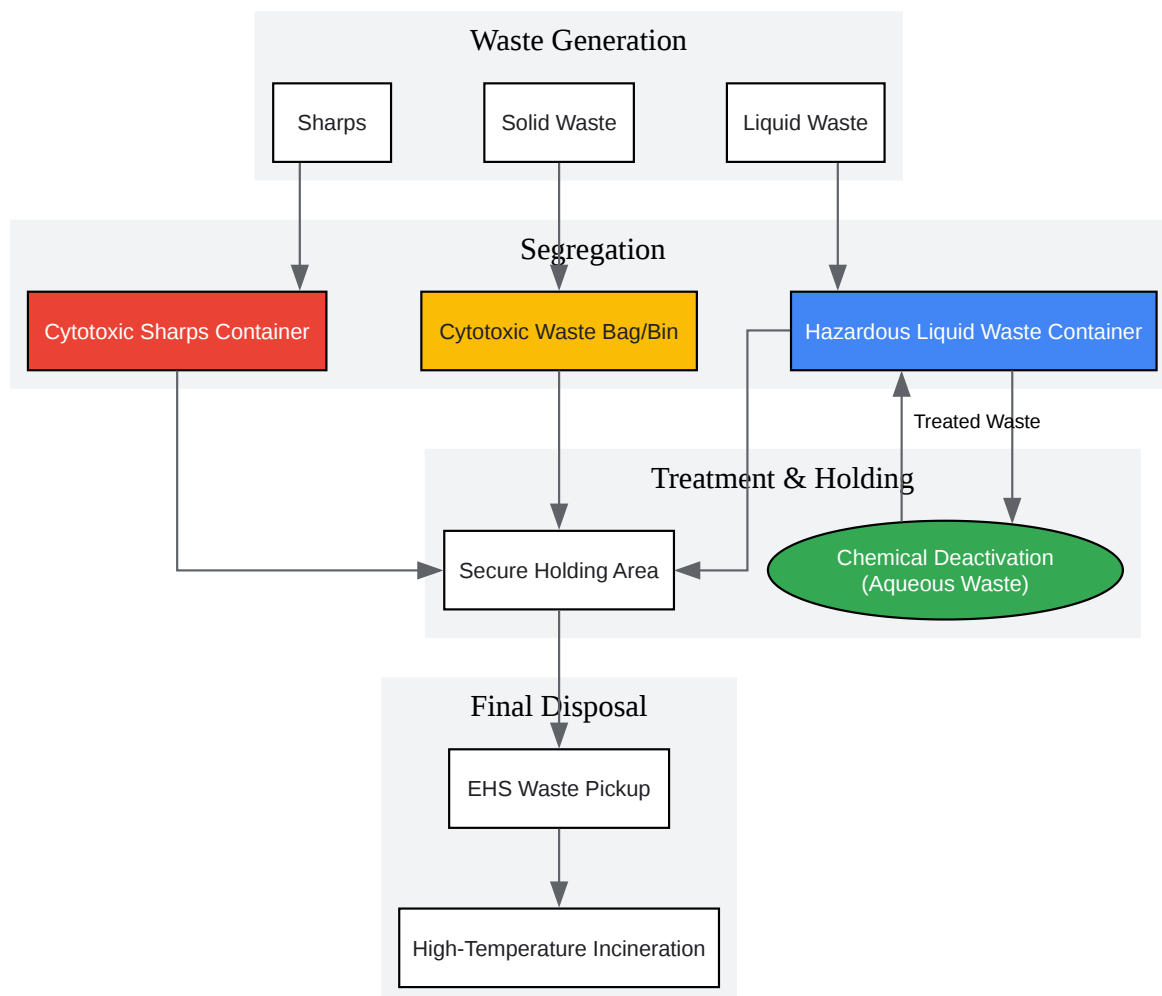 Waste Generation
Sharps
Solid Waste
Liquid Waste
Segregation
Cytotoxic Sharps Container
Cytotoxic Waste Bag/Bin
Hazardous Liquid Waste Container
Treated Waste
Treatment & Holding
Secure Holding Area
Chemical Deactivation
(Aqueous Waste)
Final Disposal
EHS Waste Pickup
High-Temperature Incineration